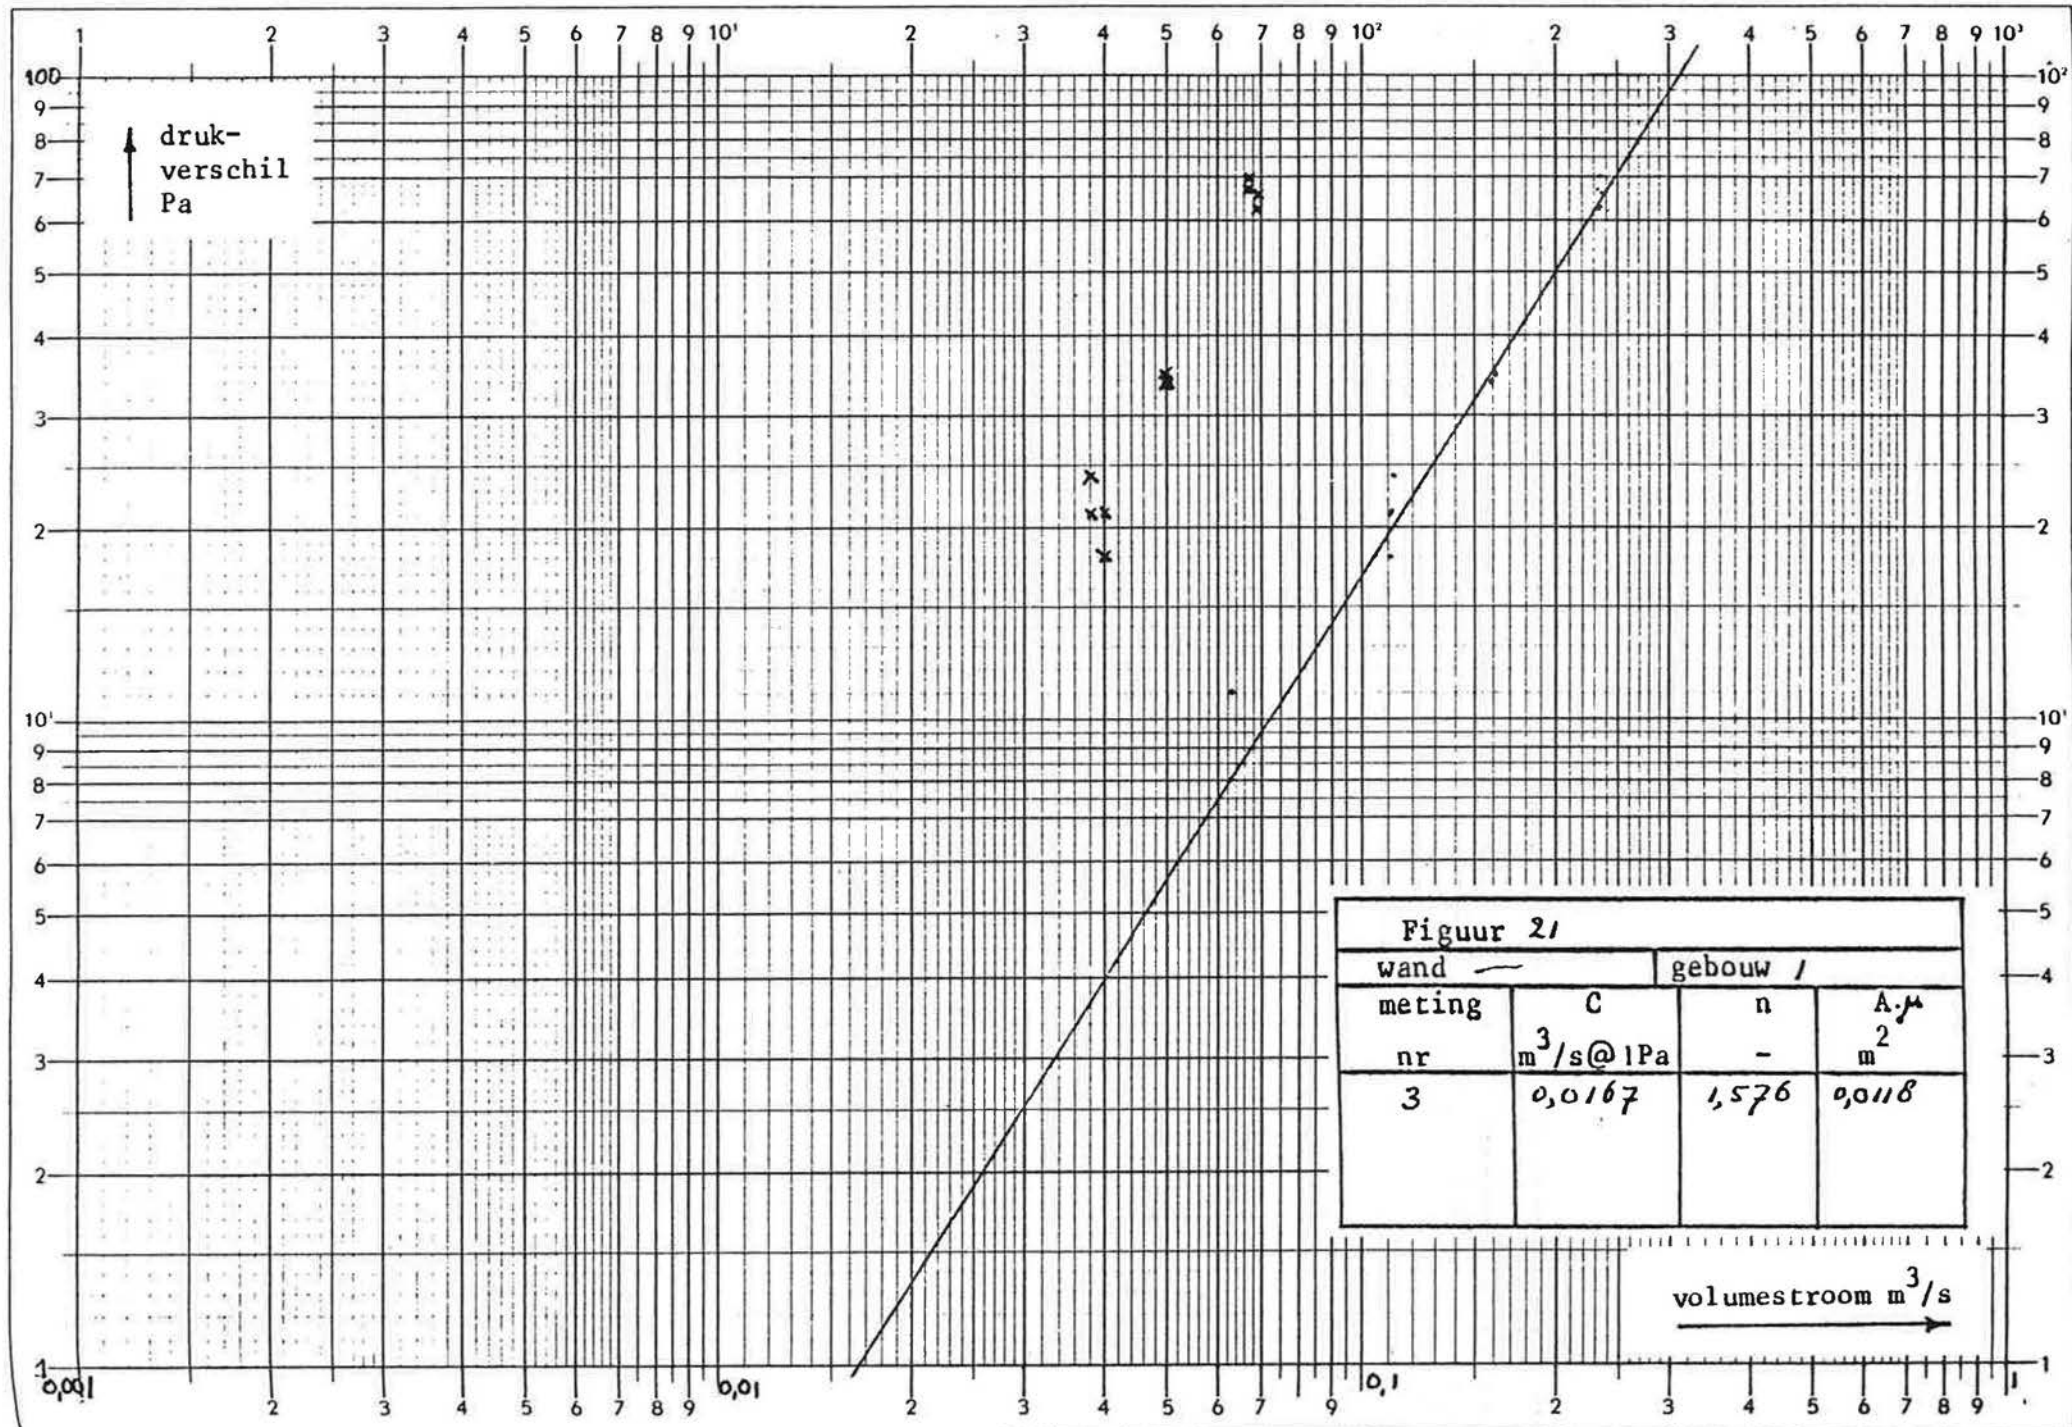 1 2 3 4 5 6 7 8 9 10¹ 2 3 4 5 6 7 8 9 10² 2 3 4 5 6 7 8 9 10³
100 10²
9 9
8 8
7 7
6 6
5 5
4 4
3 3
2 2
10¹ 10¹
9 9
8 8
7 7
6 6
5 5
4 4
3 3
2 2
1 1
druk-
verschil
Pa
Figuur 21
wand — gebouw 1
meting C n A.μ
nr m³/s@1Pa - m²
3 0,0167 1,576 0,0118
volumestroom m³/s
0,001 0,01 0,1 1
2 3 4 5 6 7 8 9 2 3 4 5 6 7 8 9 2 3 4 5 6 7 8 9